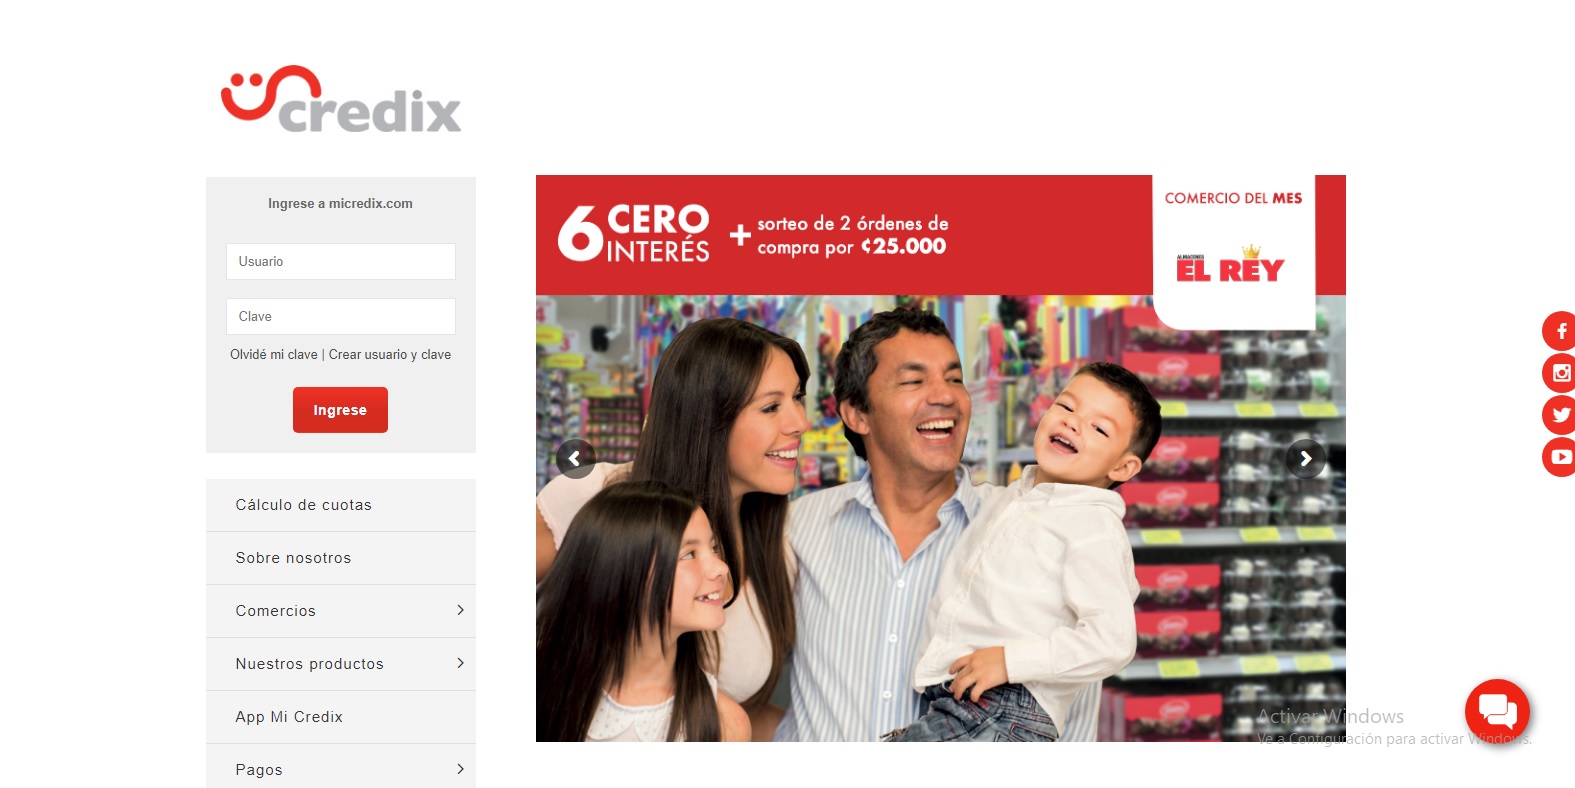 credix
Ingrese a micredix.com
Usuario
Clave
Olvidé mi clave | Crear usuario y clave
Ingrese
Cálculo de cuotas
Sobre nosotros
Comercios
Nuestros productos
App Mi Credix
Pagos
6 CERO
INTERÉS
+
sorteo de 2 órdenes de
compra por ₡25.000
COMERCIO DEL MES
ALMACENES
EL REY
Activar Windows
Ve a Configuración para activar Windows.